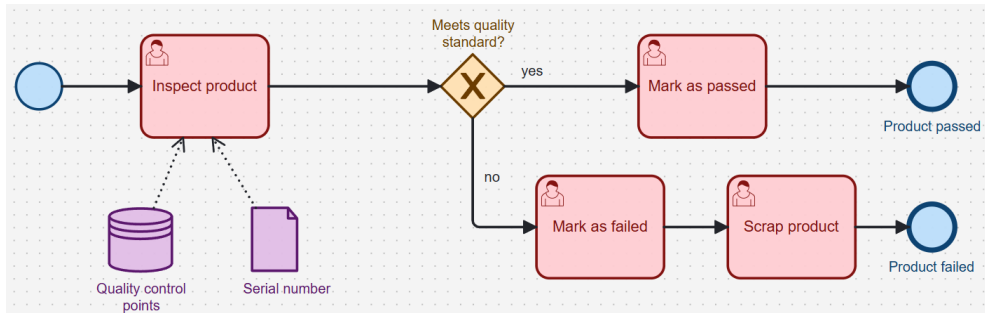 Meets quality
standard?
Inspect product
yes
Mark as passed
Product passed
no
Mark as failed
Scrap product
Quality control
points
Serial number
Product failed